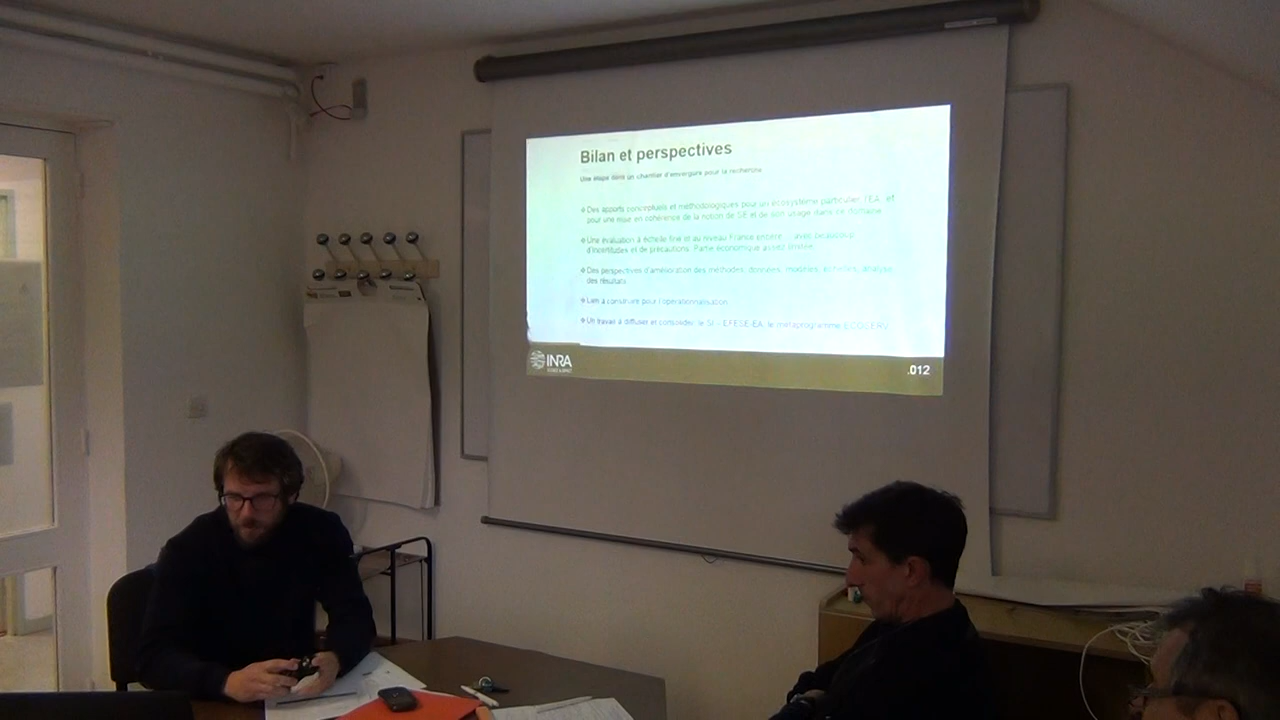 Bilan et perspectives
Une étape dans un chantier d'envergure pour la recherche
Des apports conceptuels et méthodologiques pour un écosystème particulier, l'EA, et
pour une mise en cohérence de la notion de SE et de son usage dans ce domaine
Une évaluation à échelle fine et au niveau France entière avec beaucoup
d'incertitudes et de précautions. Partie économique assez limitée
Des perspectives d'amélioration des méthodes, données, modèles, échelles, analyse
des résultats
Lien à construire pour l'opérationnalisation
Un travail à diffuser et consolider: le SI – EFESE-EA, le métaprogramme ECOSERV
INRA
.012